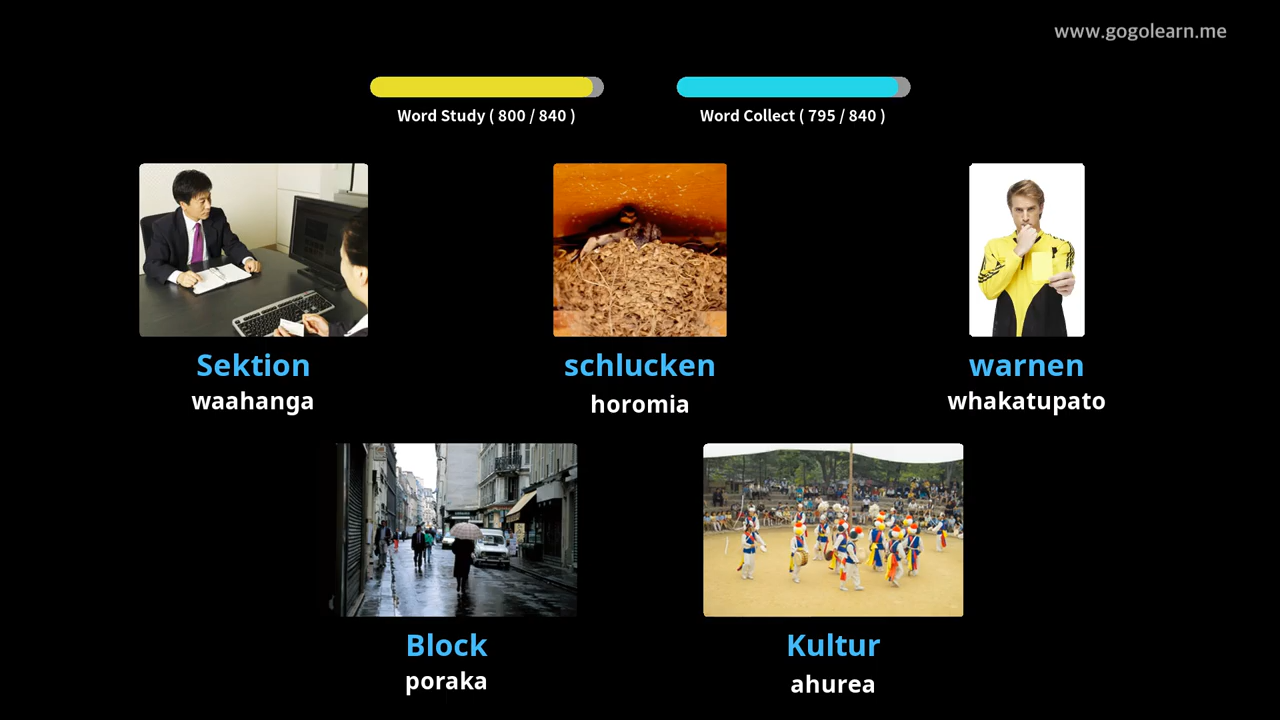 www.gogolearn.me
Word Study ( 800 / 840 )
Word Collect ( 795 / 840 )
Sektion
waahanga
schlucken
horomia
warnen
whakatupato
Block
poraka
Kultur
ahurea